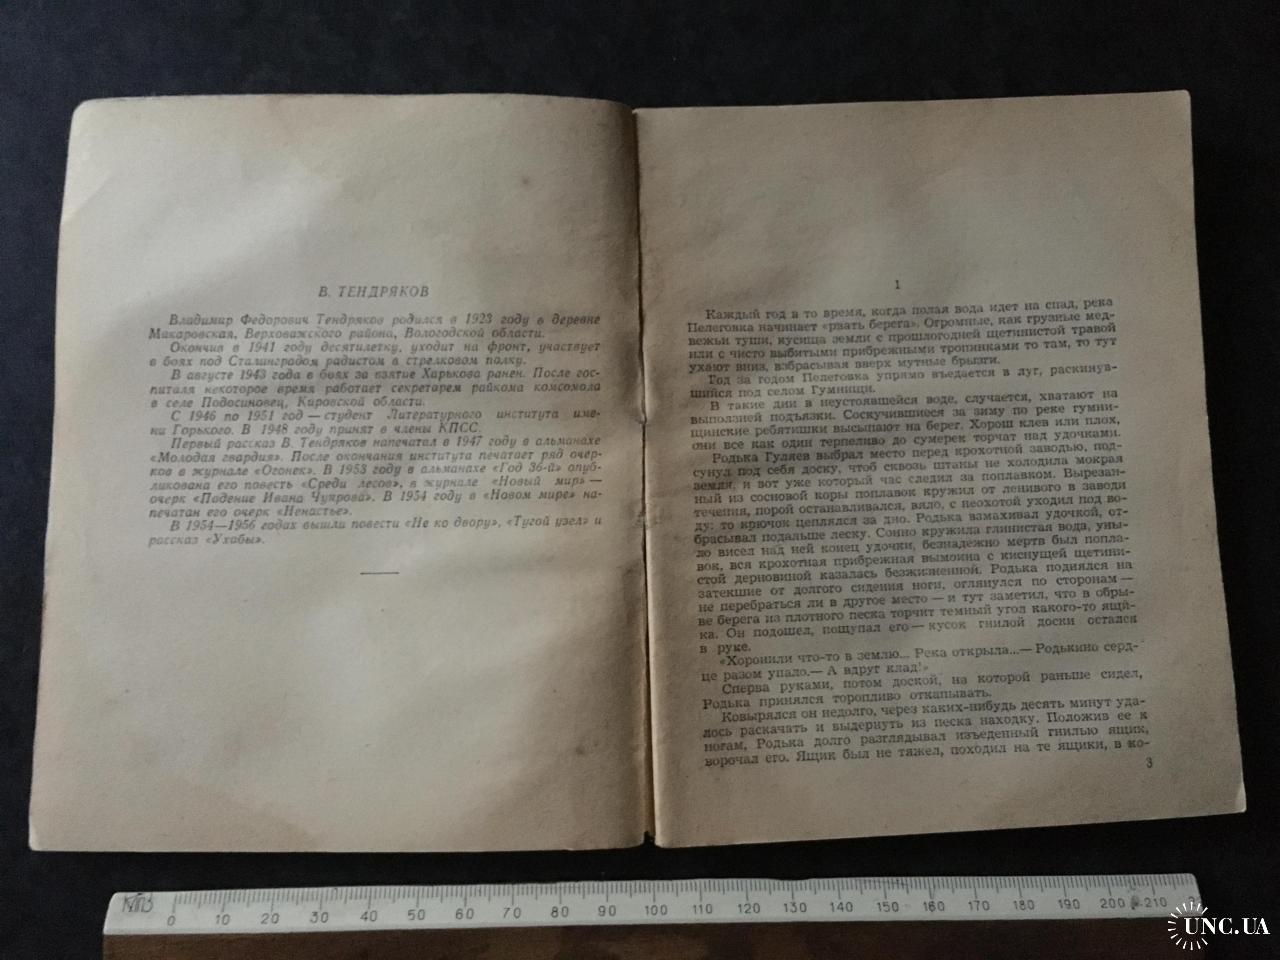 В. ТЕНДРЯКОВ
Владимир Федорович Тендряков родился в 1923 году в деревне
Макаровская, Верховажского района, Вологодской области.
Окончив в 1941 году десятилетку, уходит на фронт, участвует
в боях под Сталинградом радистом в стрелковом полку.
В августе 1943 года в боях за взятие Харькова ранен. После гос-
питаля некоторое время работает секретарем райкома комсомола
в селе Подосиновец, Кировской области.
С 1946 по 1951 год — студент Литературного института име-
ни Горького. В 1948 году принят в члены КПСС.
Первый рассказ В. Тендряков напечатал в 1947 году в альманахе
«Молодая гвардия». После окончания института печатает ряд очер-
ков в журнале «Огонек». В 1953 году в альманахе «Год 36-й» опуб-
ликована его повесть «Среди лесов», в журнале «Новый мир» —
очерк «Падение Ивана Чупрова». В 1954 году в «Новом мире» на-
печатан его очерк «Ненастье».
В 1954—1956 годах вышли повести «Не ко двору», «Тугой узел» и
рассказ «Ухабы».
1
Каждый год в то время, когда полая вода идет на спад, река
Пелеговка начинает «рвать берега». Огромные, как грузные мед-
вежьи туши, кусища земли с прошлогодней щетинистой травой
или с чисто выбитыми прибрежными тропинками то там, то тут
ухают вниз, взбрасывая вверх мутные брызги.
Год за годом Пелеговка упрямо въедается в луг, раскинув-
шийся под селом Гумнищи.
В такие дни в неустоявшейся воде, случается, хватают на
выползней подъязки. Соскучившиеся за зиму по реке гумни-
щинские ребятишки высыпают на берег. Хорош клев или плох,
они все как один терпеливо до сумерек торчат над удочками.
Родька Гуляев выбрал место перед крохотной заводью, под-
сунул под себя доску, чтоб сквозь штаны не холодила мокрая
земля, и вот уже который час следил за поплавком. Вырезан-
ный из сосновой коры поплавок кружил от ленивого в заводи
течения, порой останавливался, вяло, с неохотой уходил под во-
ду: то крючок цеплялся за дно. Родька взмахивал удочкой, от-
брасывал подальше леску. Сонно кружила глинистая вода, уны-
ло висел над ней конец удочки, безнадежно мертв был попла-
вок, вся крохотная прибрежная вымоина с киснущей щетини-
стой дерновиной казалась безжизненной. Родька поднялся на
затекшие от долгого сидения ноги, оглянулся по сторонам —
не перебраться ли в другое место — и тут заметил, что в обры-
ве берега из плотного песка торчит темный угол какого-то ящи-
ка. Он подошел, пощупал его — кусок гнилой доски остался
в руке.
«Хоронили что-то в землю... Река открыла...— Родькино серд-
це разом упало.— А вдруг клад!»
Сперва руками, потом доской, на которой раньше сидел,
Родька принялся торопливо откапывать.
Ковырялся он недолго, через каких-нибудь десять минут уда-
лось раскачать и выдернуть из песка находку. Положив ее к
ногам, Родька долго разглядывал изъеденный гнилью ящик,
ворочал его. Ящик был не тяжел, походил на те ящики, в ко-
3
0 10 20 30 40 50 60 70 80 90 100 110 120 130 140 150 160 170 180 190 200 210
UNC.UA